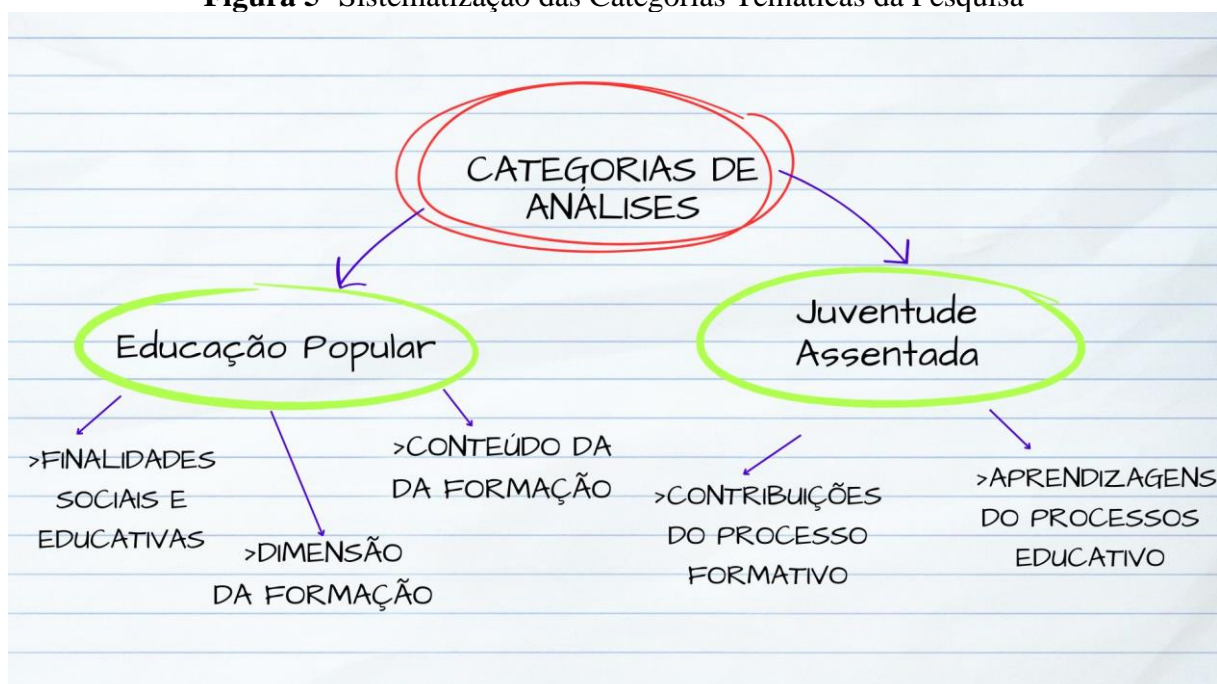 Figura 5- Sistematização das Categorias Temáticas da Pesquisa
CATEGORIAS DE
ANÁLISES
Educação Popular
Juventude
Assentada
>FINALIDADES
SOCIAIS E
EDUCATIVAS
>DIMENSÃO
DA FORMAÇÃO
>CONTEÚDO DA
DA FORMAÇÃO
>CONTRIBUIÇÕES
DO PROCESSO
FORMATIVO
>APRENDIZAGENS
DO PROCESSOS
EDUCATIVO